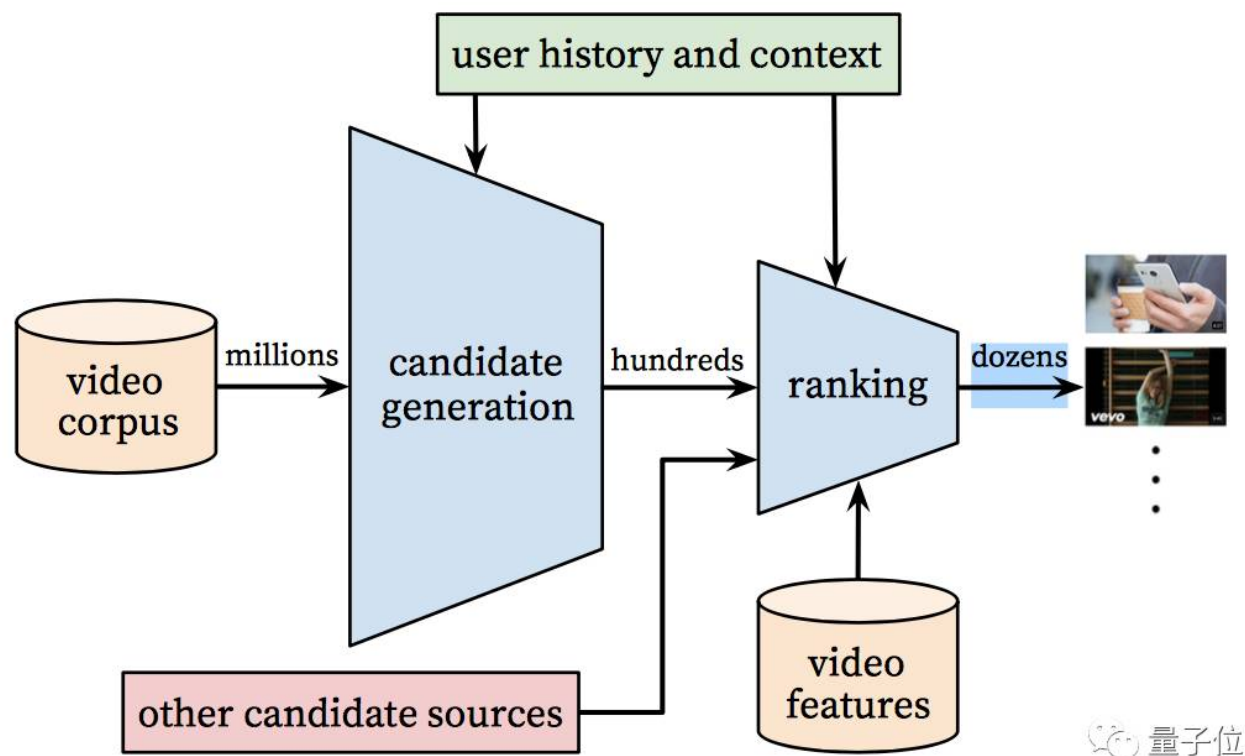 user history and context
millions
video
corpus
candidate
generation
hundreds
ranking
dozens
vevo
other candidate sources
video
features
量子位